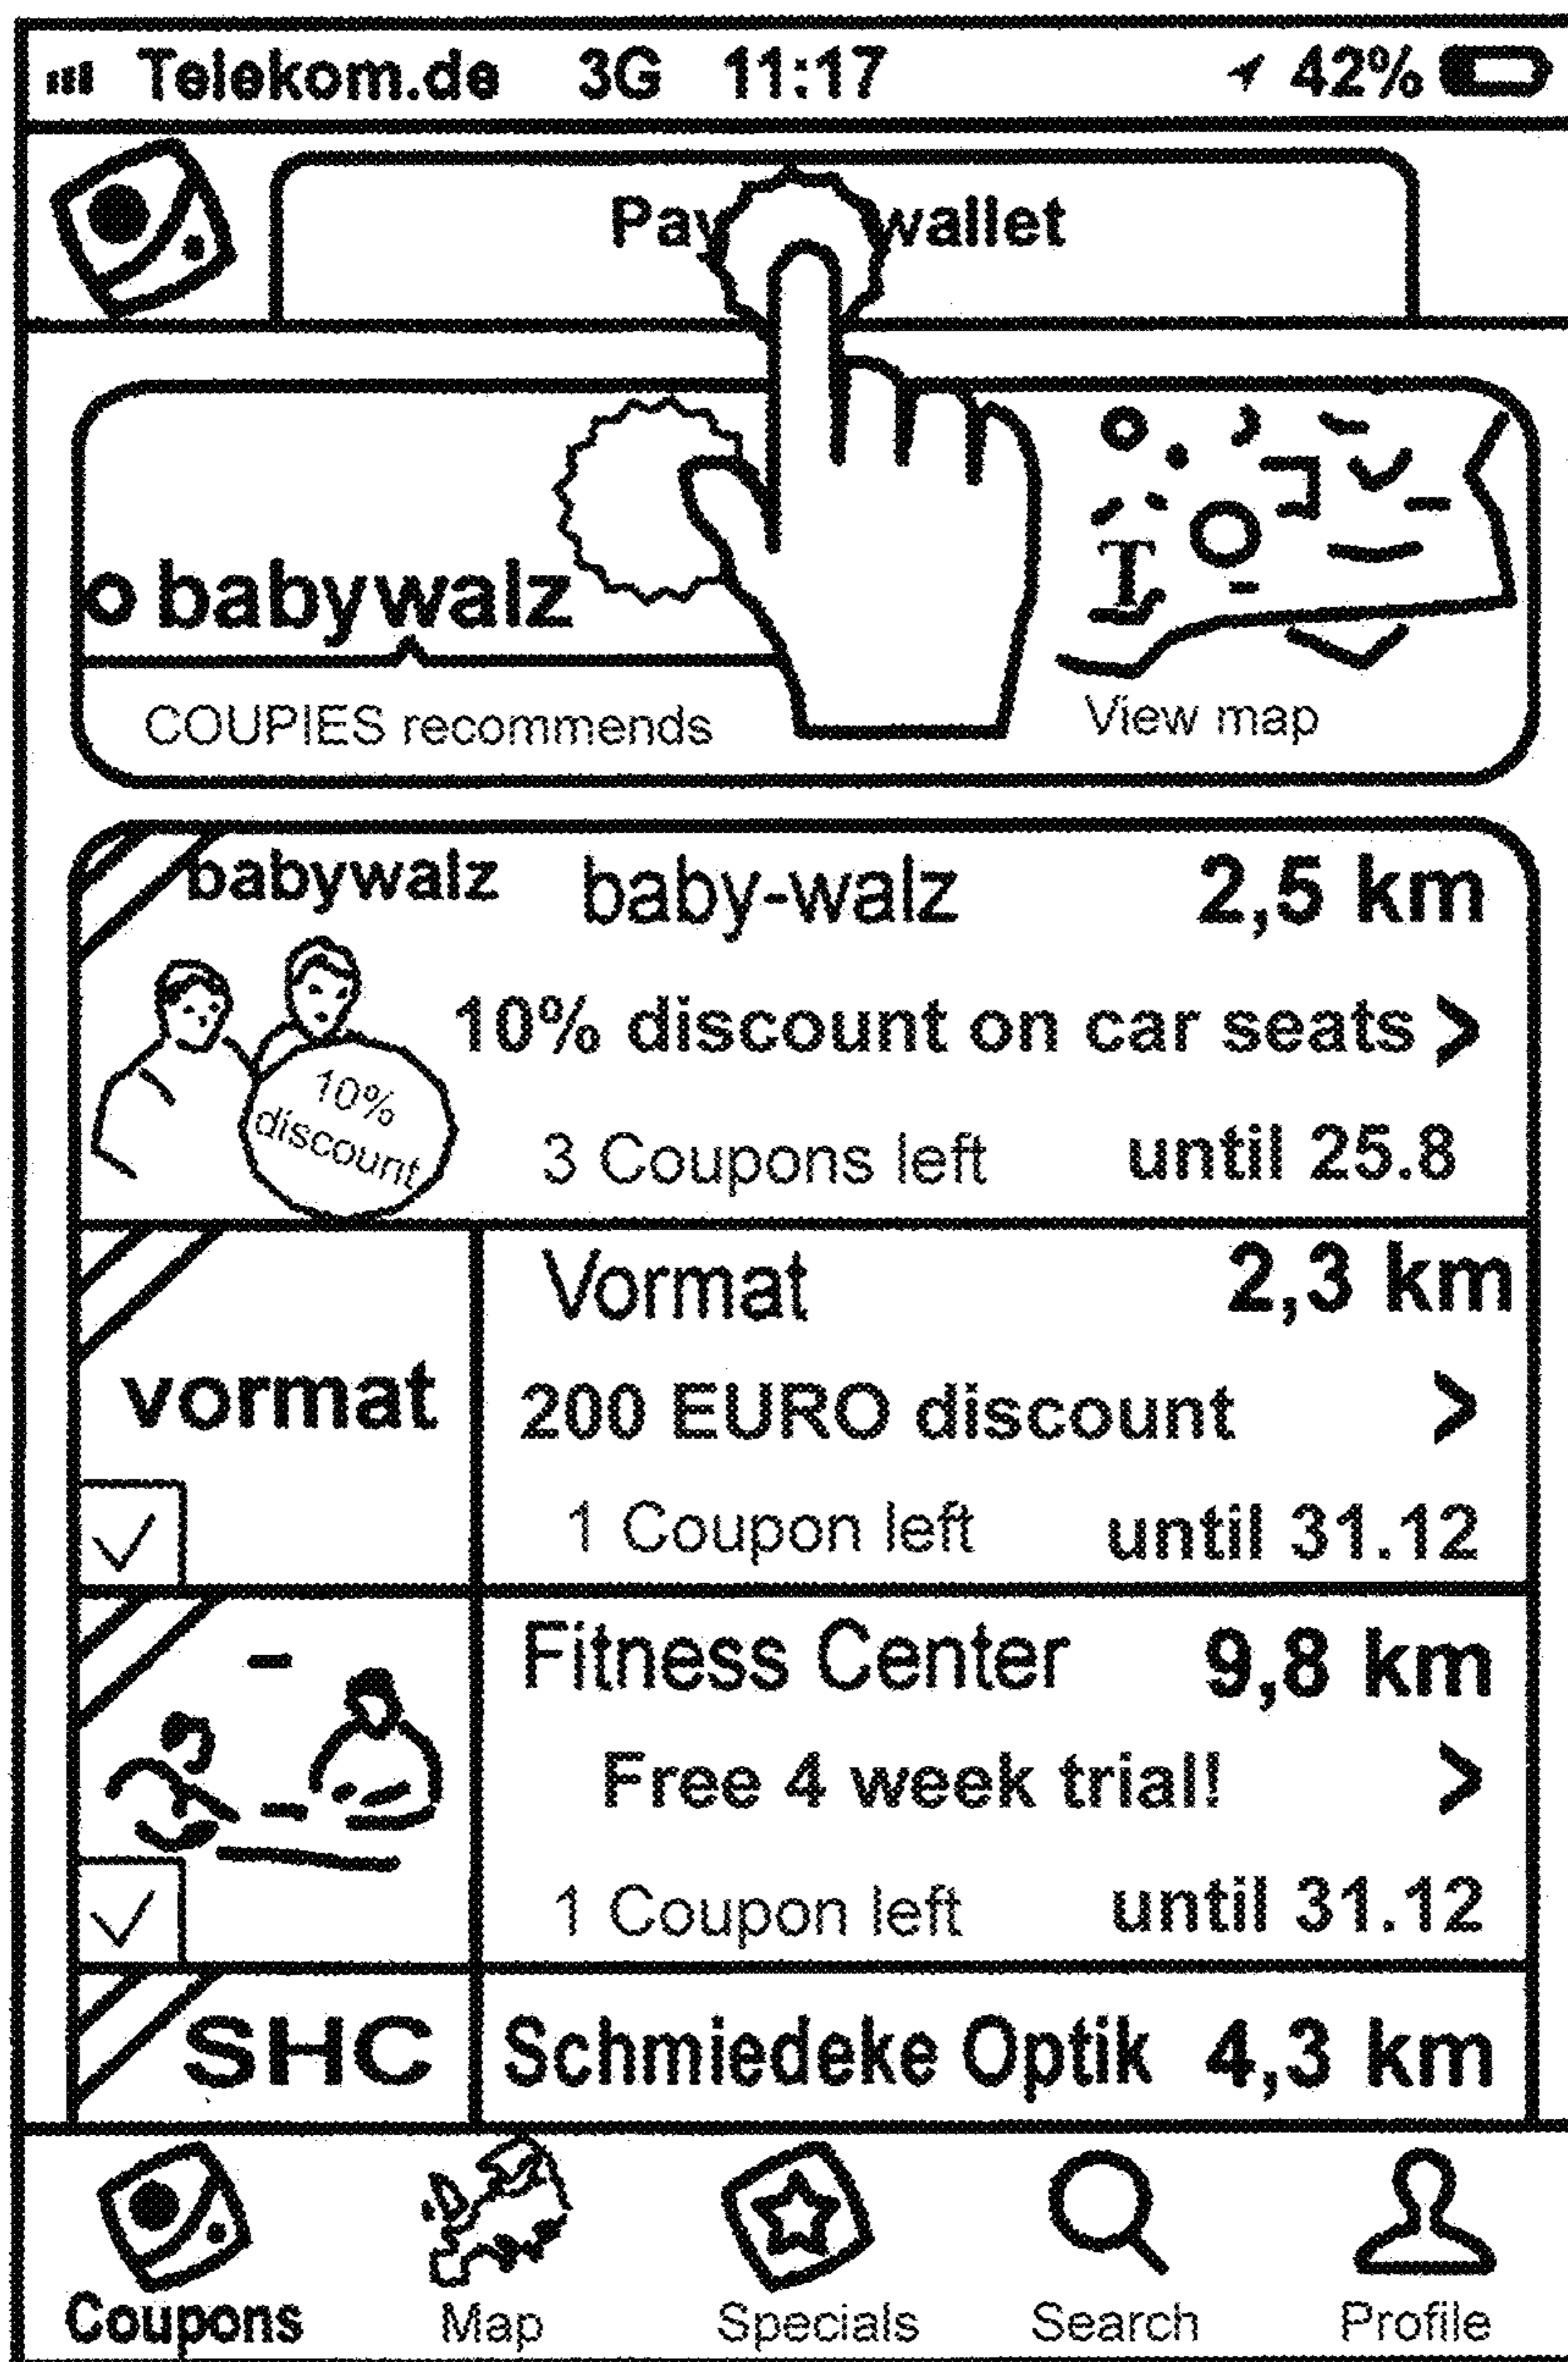 Telekom.de 3G 11:17 42%
Pay wallet
babywalz
COUPIES recommends View map
babywalz baby-walz 2,5 km
10% discount on car seats >
10%
discount
3 Coupons left until 25.8
Vormat 2,3 km
vormat 200 EURO discount >
1 Coupon left until 31.12
Fitness Center 9,8 km
Free 4 week trial! >
1 Coupon left until 31.12
SHC Schmiedeke Optik 4,3 km
Coupons Map Specials Search Profile